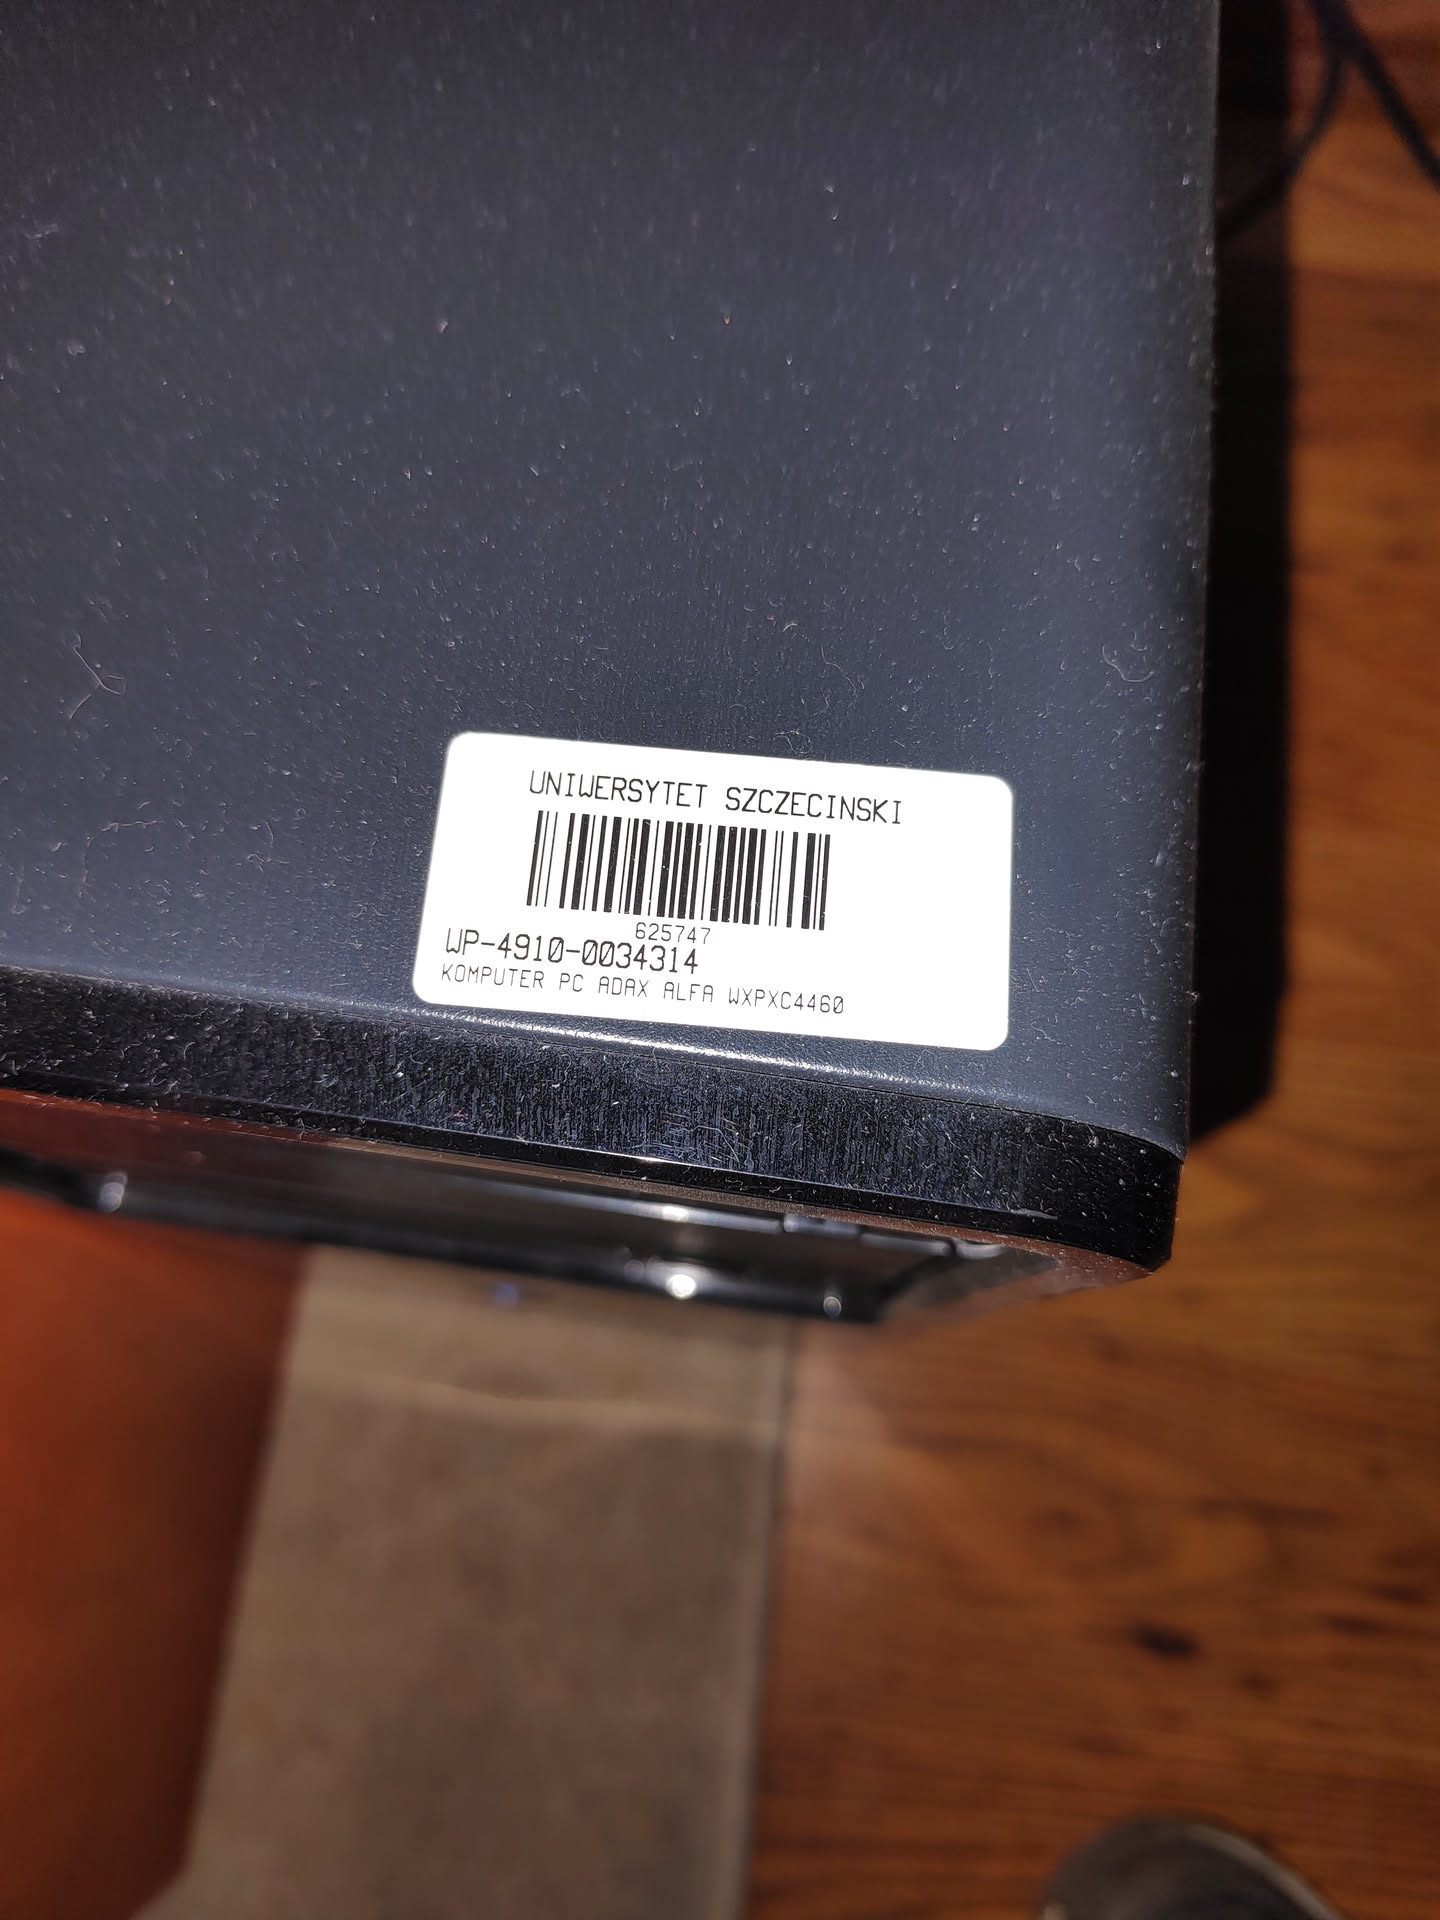 UNIWERSYTET SZCZECINSKI
625747
WP-4910-0034314
KOMPUTER PC ADAX ALFA WXPXC4460